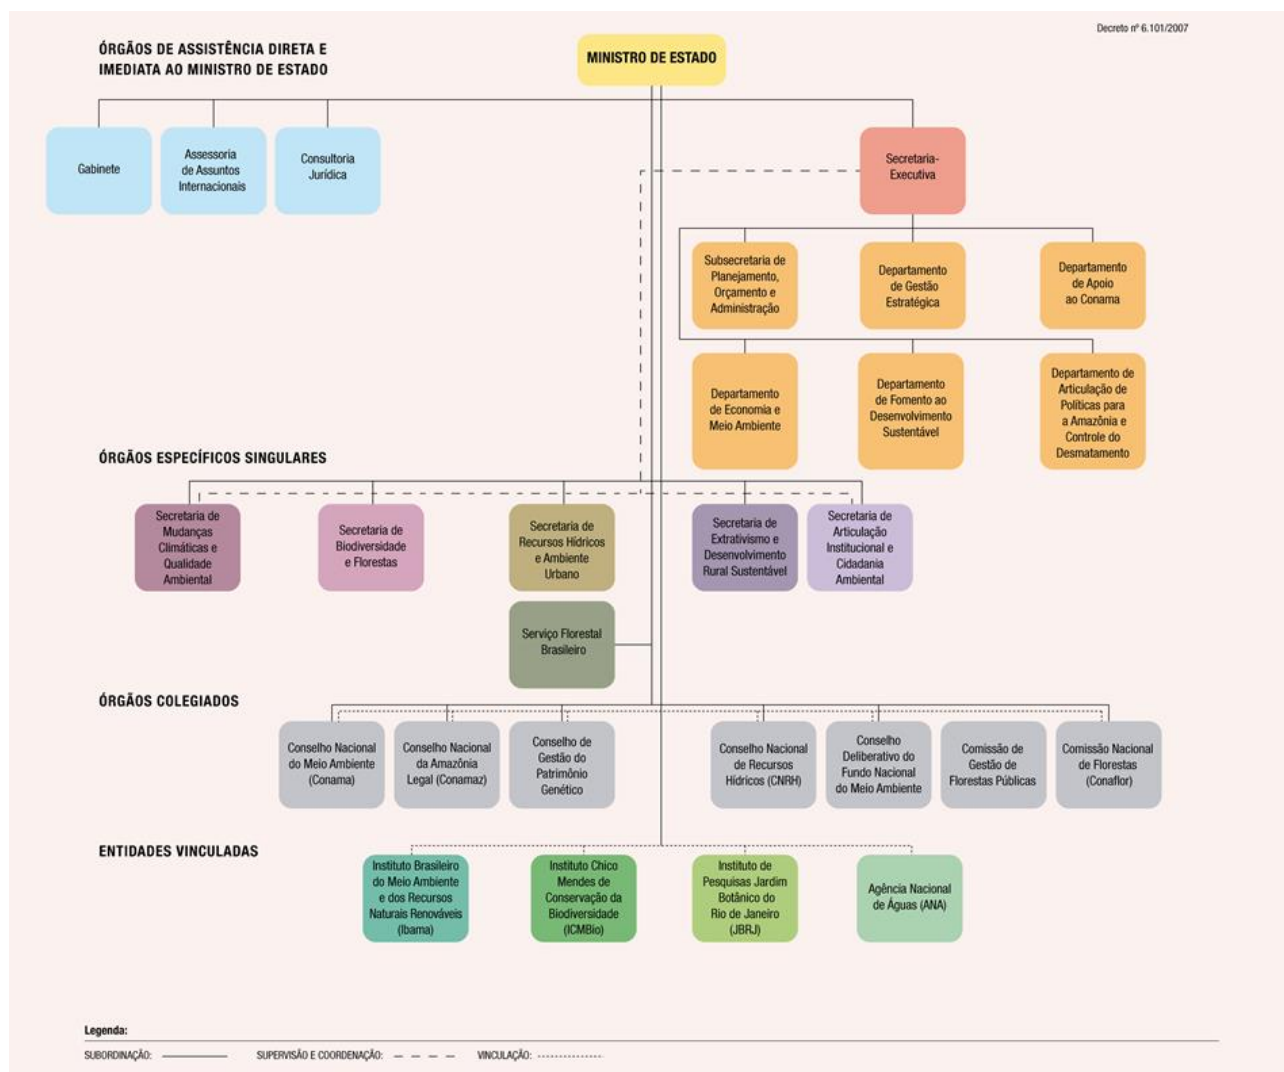 Decreto nº 6.101/2007
ÓRGÃOS DE ASSISTÊNCIA DIRETA E
IMEDIATA AO MINISTRO DE ESTADO
MINISTRO DE ESTADO
Gabinete
Assessoria
de Assuntos
Internacionais
Consultoria
Jurídica
Secretaria-
Executiva
Subsecretaria de
Planejamento,
Orçamento e
Administração
Departamento
de Gestão
Estratégica
Departamento
de Apoio
ao Conama
Departamento
de Economia e
Meio Ambiente
Departamento
de Fomento ao
Desenvolvimento
Sustentável
Departamento de
Articulação de
Políticas para
a Amazônia e
Controle do
Desmatamento
ÓRGÃOS ESPECÍFICOS SINGULARES
Secretaria de
Mudanças
Climáticas e
Qualidade
Ambiental
Secretaria de
Biodiversidade
e Florestas
Secretaria de
Recursos Hídricos
e Ambiente
Urbano
Secretaria de
Extrativismo e
Desenvolvimento
Rural Sustentável
Secretaria de
Articulação
Institucional e
Cidadania
Ambiental
Serviço Florestal
Brasileiro
ÓRGÃOS COLEGIADOS
Conselho Nacional
do Meio Ambiente
(Conama)
Conselho Nacional
da Amazônia
Legal (Conamaz)
Conselho de
Gestão do
Patrimônio
Genético
Conselho Nacional
de Recursos
Hídricos (CNRH)
Conselho
Deliberativo do
Fundo Nacional
do Meio Ambiente
Comissão de
Gestão de
Florestas Públicas
Comissão Nacional
de Florestas
(Conaflor)
ENTIDADES VINCULADAS
Instituto Brasileiro
do Meio Ambiente
e dos Recursos
Naturais Renováveis
(Ibama)
Instituto Chico
Mendes de
Conservação da
Biodiversidade
(ICMBio)
Instituto de
Pesquisas Jardim
Botânico do
Rio de Janeiro
(JBRJ)
Agência Nacional
de Águas (ANA)
Legenda:
SUBORDINAÇÃO: SUPERVISÃO E COORDENAÇÃO: VINCULAÇÃO: